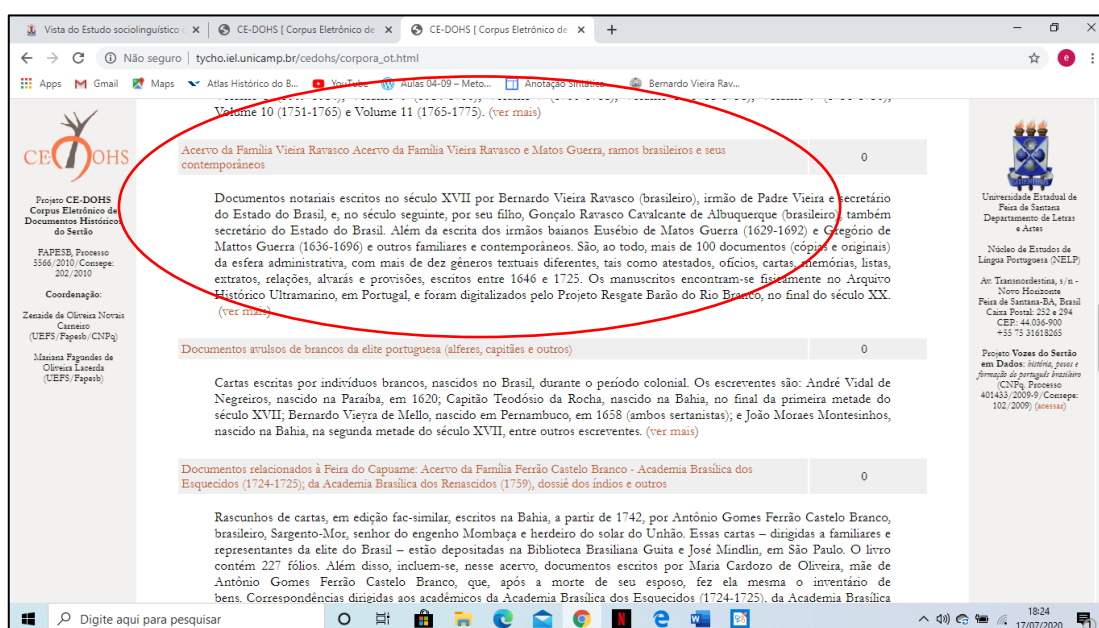 Vista do Estudo sociolinguístico
CE-DOHS [ Corpus Eletrônico de
CE-DOHS [ Corpus Eletrônico de
Não seguro | tycho.iel.unicamp.br/cedohs/corpora_ot.html
e
Apps Gmail Maps Atlas Histórico do B... YouTube Aulas 04-09 – Meto... Anotação Sintática... Bernardo Vieira Rav...
CE DOHS
Projeto CE-DOHS
Corpus Eletrônico de
Documentos Históricos
do Sertão
FAPESB, Processo
5566/2010/Consepe:
202/2010
Coordenação:
Zenaide de Oliveira Novais
Carneiro
(UEFS/Fapesb/CNPq)
Mariana Fagundes de
Oliveira Lacerda
(UEFS/Fapesb)
Volume 10 (1751-1765) e Volume 11 (1765-1775). (ver mais)
Acervo da Família Vieira Ravasco Acervo da Família Vieira Ravasco e Matos Guerra, ramos brasileiros e seus
contemporâneos
0
Documentos notariais escritos no século XVII por Bernardo Vieira Ravasco (brasileiro), irmão de Padre Vieira e secretário
do Estado do Brasil, e, no século seguinte, por seu filho, Gonçalo Ravasco Cavalcante de Albuquerque (brasileiro), também
secretário do Estado do Brasil. Além da escrita dos irmãos baianos Eusébio de Matos Guerra (1629-1692) e Gregório de
Mattos Guerra (1636-1696) e outros familiares e contemporâneos. São, ao todo, mais de 100 documentos (cópias e originais)
da esfera administrativa, com mais de dez gêneros textuais diferentes, tais como atestados, ofícios, cartas, memórias, listas,
extratos, relações, alvarás e provisões, escritos entre 1646 e 1725. Os manuscritos encontram-se fisicamente no Arquivo
Histórico Ultramarino, em Portugal, e foram digitalizados pelo Projeto Resgate Barão do Rio Branco, no final do século XX.
(ver mais)
Documentos avulsos de brancos da elite portuguesa (alferes, capitães e outros)
0
Cartas escritas por indivíduos brancos, nascidos no Brasil, durante o período colonial. Os escreventes são: André Vidal de
Negreiros, nascido na Paraíba, em 1620; Capitão Teodósio da Rocha, nascido na Bahia, no final da primeira metade do
século XVII; Bernardo Vieyra de Mello, nascido em Pernambuco, em 1658 (ambos sertanistas); e João Moraes Montesinhos,
nascido na Bahia, na segunda metade do século XVII, entre outros escreventes. (ver mais)
Documentos relacionados à Feira do Capuame: Acervo da Família Ferrão Castelo Branco - Academia Brasílica dos
Esquecidos (1724-1725); da Academia Brasílica dos Renascidos (1759), dossiê dos índios e outros
0
Rascunhos de cartas, em edição fac-similar, escritos na Bahia, a partir de 1742, por Antônio Gomes Ferrão Castelo Branco,
brasileiro, Sargento-Mor, senhor do engenho Mombaça e herdeiro do solar do Unhão. Essas cartas – dirigidas a familiares e
representantes da elite do Brasil – estão depositadas na Biblioteca Brasiliana Guita e José Mindlin, em São Paulo. O livro
contém 227 fólios. Além disso, incluem-se, nesse acervo, documentos escritos por Maria Cardozo de Oliveira, mãe de
Antônio Gomes Ferrão Castelo Branco, que, após a morte de seu esposo, fez ela mesma o inventário de
bens. Correspondências dirigidas aos acadêmicos da Academia Brasílica dos Esquecidos (1724-1725), da Academia Brasílica
Universidade Estadual de
Feira de Santana
Departamento de Letras
e Artes
Núcleo de Estudos de
Língua Portuguesa (NELP)
Av. Transnordestina, s/n -
Novo Horizonte
Feira de Santana-BA, Brasil
Caixa Postal: 252 e 294
CEP.: 44.036-900
+55 75 31618265
Projeto Vozes do Sertão
em Dados: história, povos e
formação do português brasileiro
(CNPq. Processo
401433/2009-9/Consepe:
102/2009) (acessar)
Digite aqui para pesquisar
18:24
17/07/2020